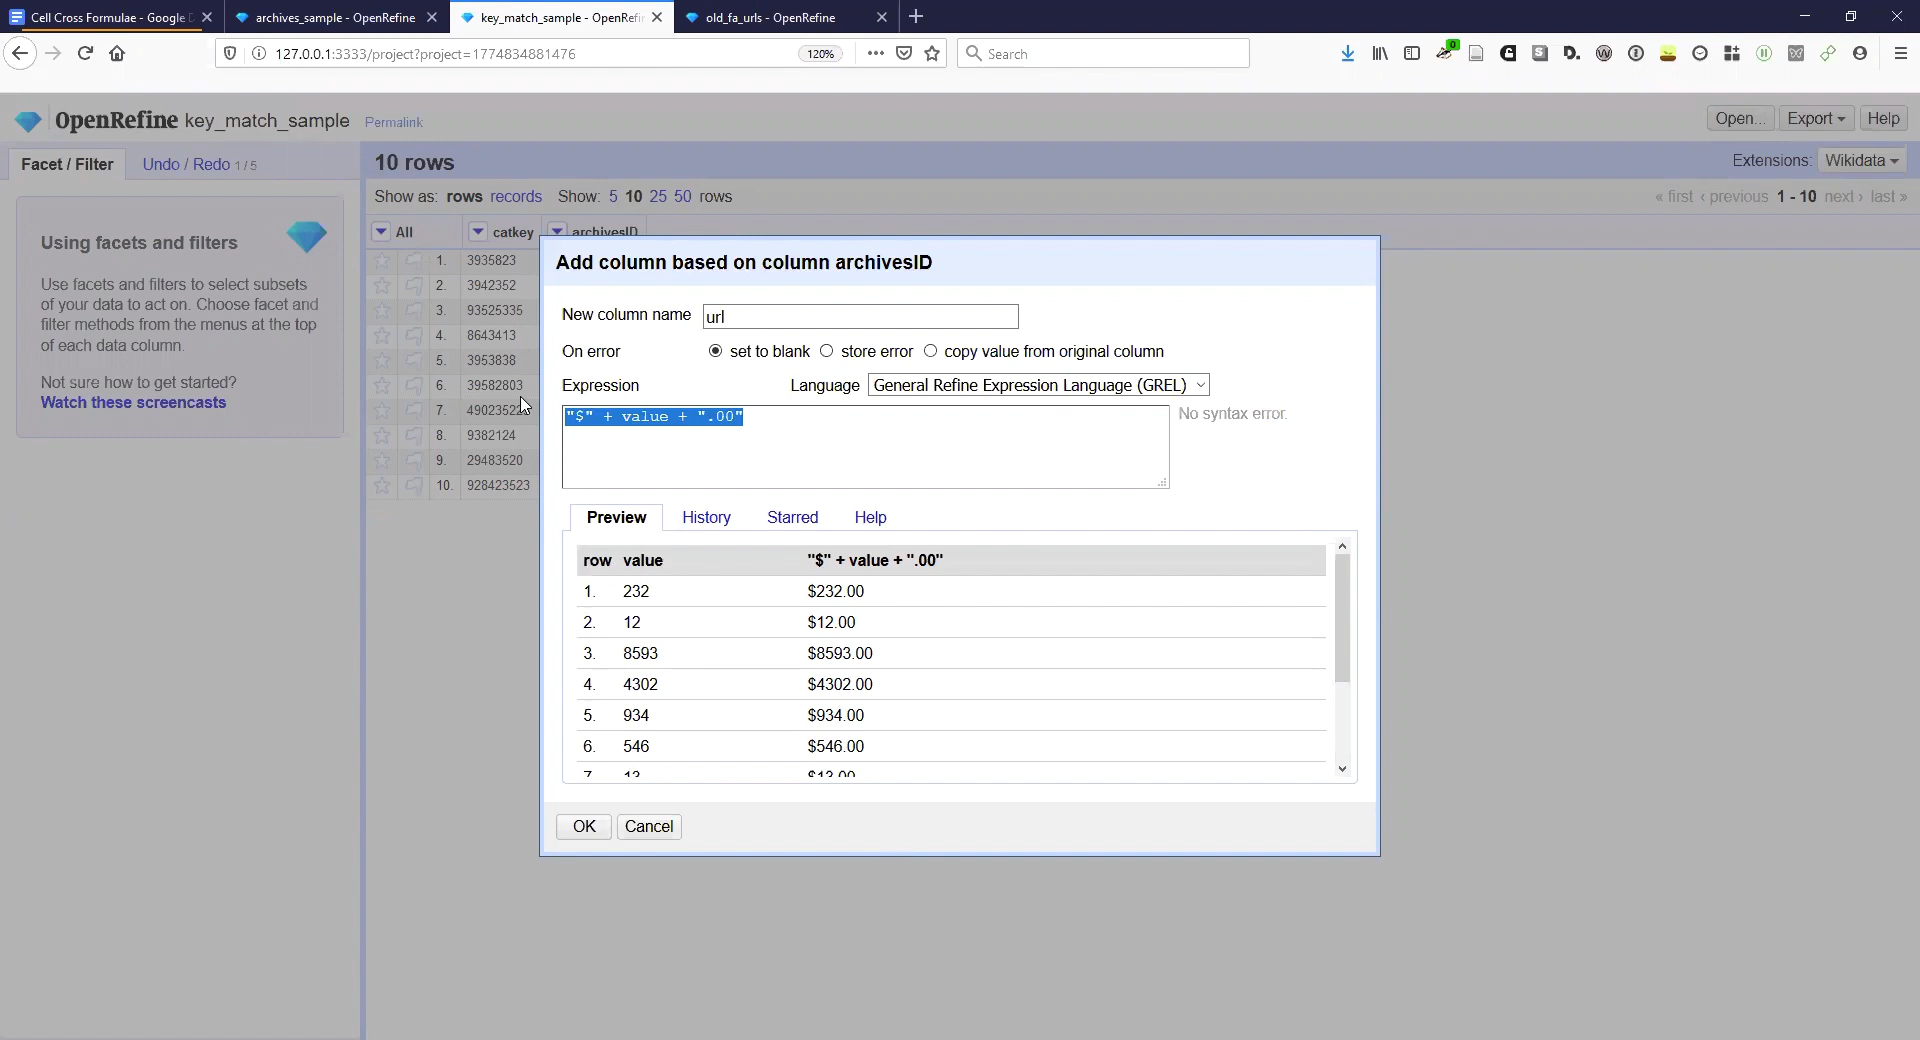 Cell Cross Formulae - Google D
archives_sample - OpenRefine
key_match_sample - OpenRefin
old_fa_urls - OpenRefine
127.0.0.1:3333/project?project=1774834881476
120%
Search
0
OpenRefine key_match_sample Permalink
Open...
Export
Help
Facet / Filter
Undo / Redo 1 / 5
10 rows
Extensions: Wikidata
Show as: rows records Show: 5 10 25 50 rows
« first ‹ previous 1 - 10 next › last »
All
catkey
archivesID
Using facets and filters
Use facets and filters to select subsets
of your data to act on. Choose facet and
filter methods from the menus at the top
of each data column.
Not sure how to get started?
Watch these screencasts
1. 3935823
2. 3942352
3. 93525335
4. 8643413
5. 3953838
6. 39582803
7. 4902352
8. 9382124
9. 29483520
10. 928423523
Add column based on column archivesID
New column name url
On error set to blank store error copy value from original column
Expression Language General Refine Expression Language (GREL)
"$" + value + ".00"
No syntax error.
Preview History Starred Help
row value "$" + value + ".00"
1. 232 $232.00
2. 12 $12.00
3. 8593 $8593.00
4. 4302 $4302.00
5. 934 $934.00
6. 546 $546.00
7. 13 $13.00
OK Cancel